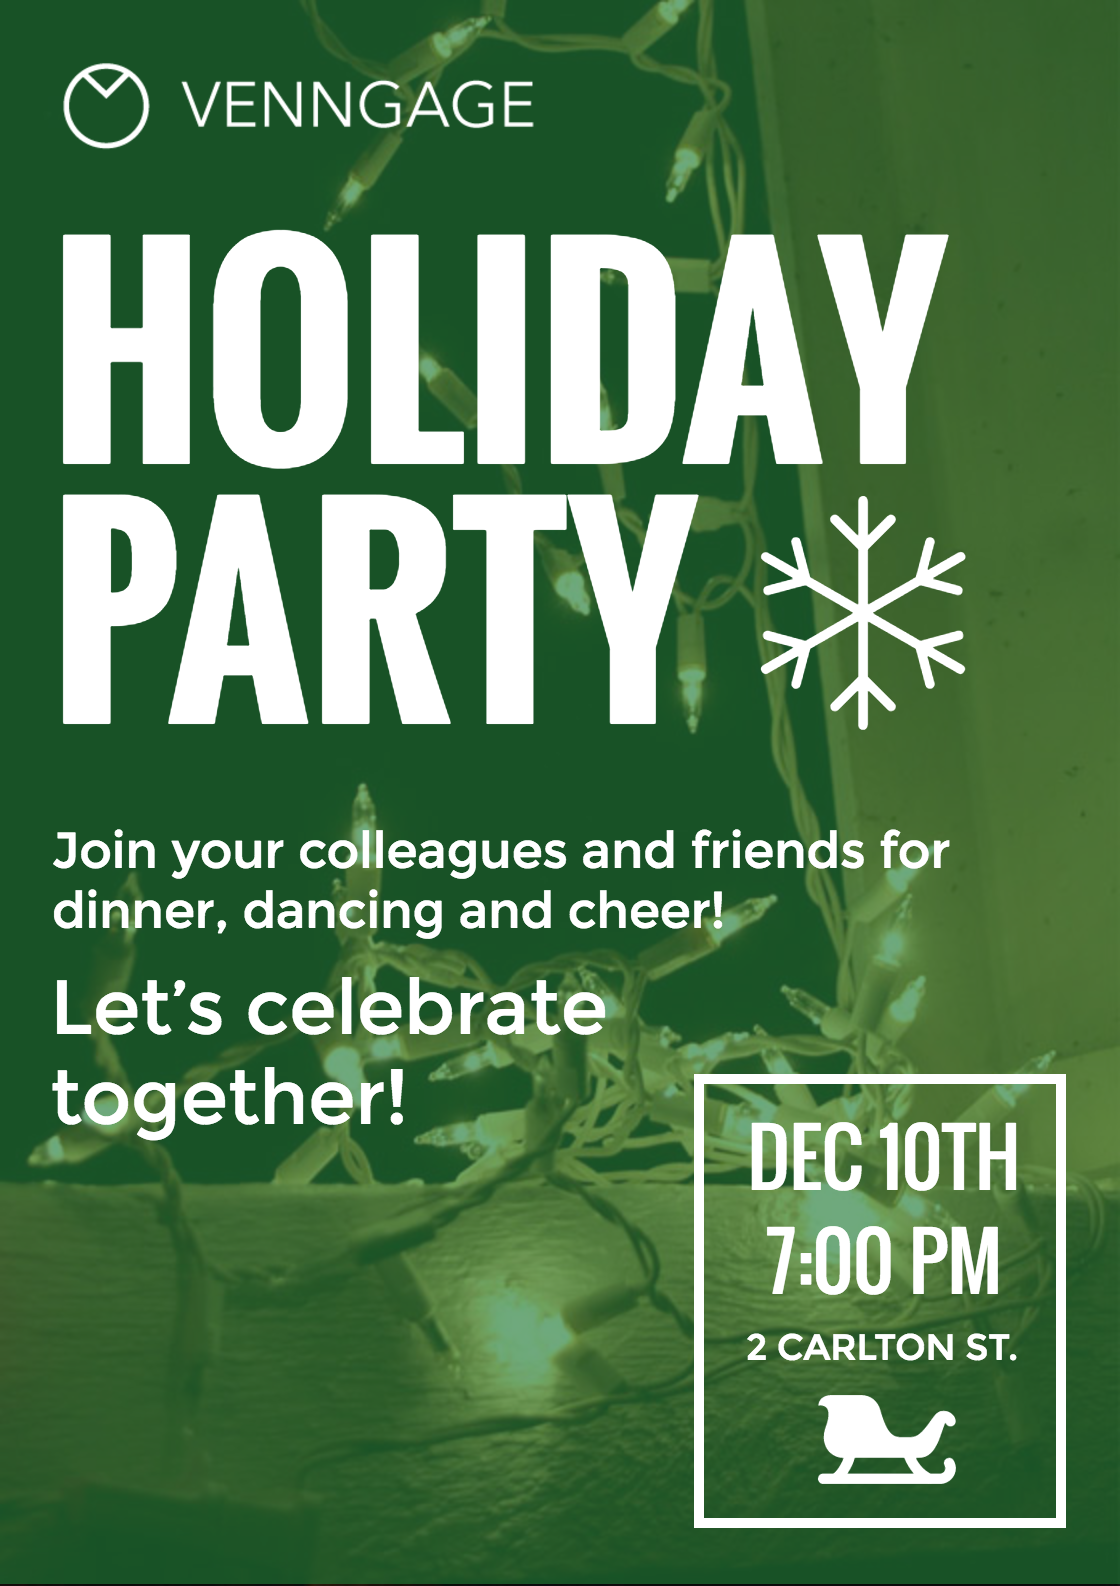 VENNGAGE
HOLIDAY
PARTY
Join your colleagues and friends for
dinner, dancing and cheer!
Let’s celebrate
together!
DEC 10TH
7:00 PM
2 CARLTON ST.